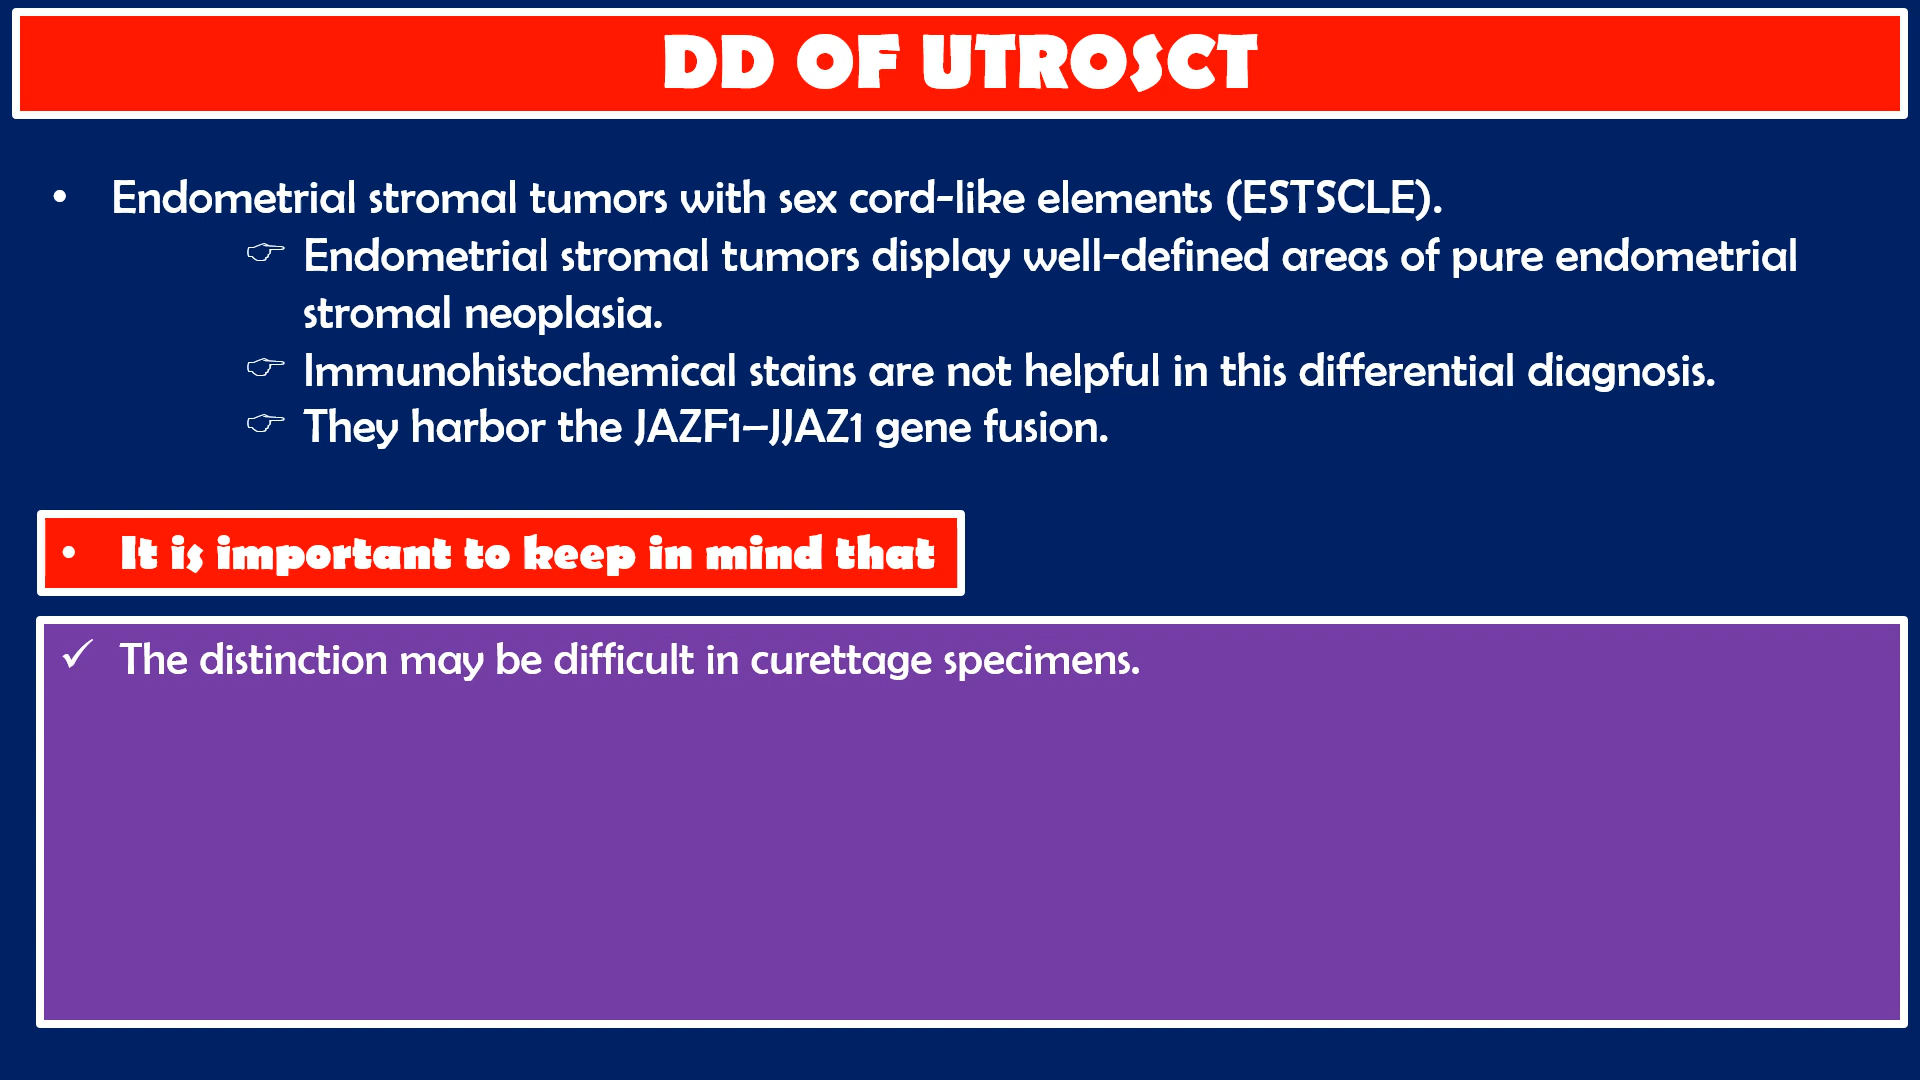 DD OF UTROSCT
• Endometrial stromal tumors with sex cord-like elements (ESTSCLE).
☞ Endometrial stromal tumors display well-defined areas of pure endometrial
stromal neoplasia.
☞ Immunohistochemical stains are not helpful in this differential diagnosis.
☞ They harbor the JAZF1–JJAZ1 gene fusion.
• It is important to keep in mind that
✓ The distinction may be difficult in curettage specimens.